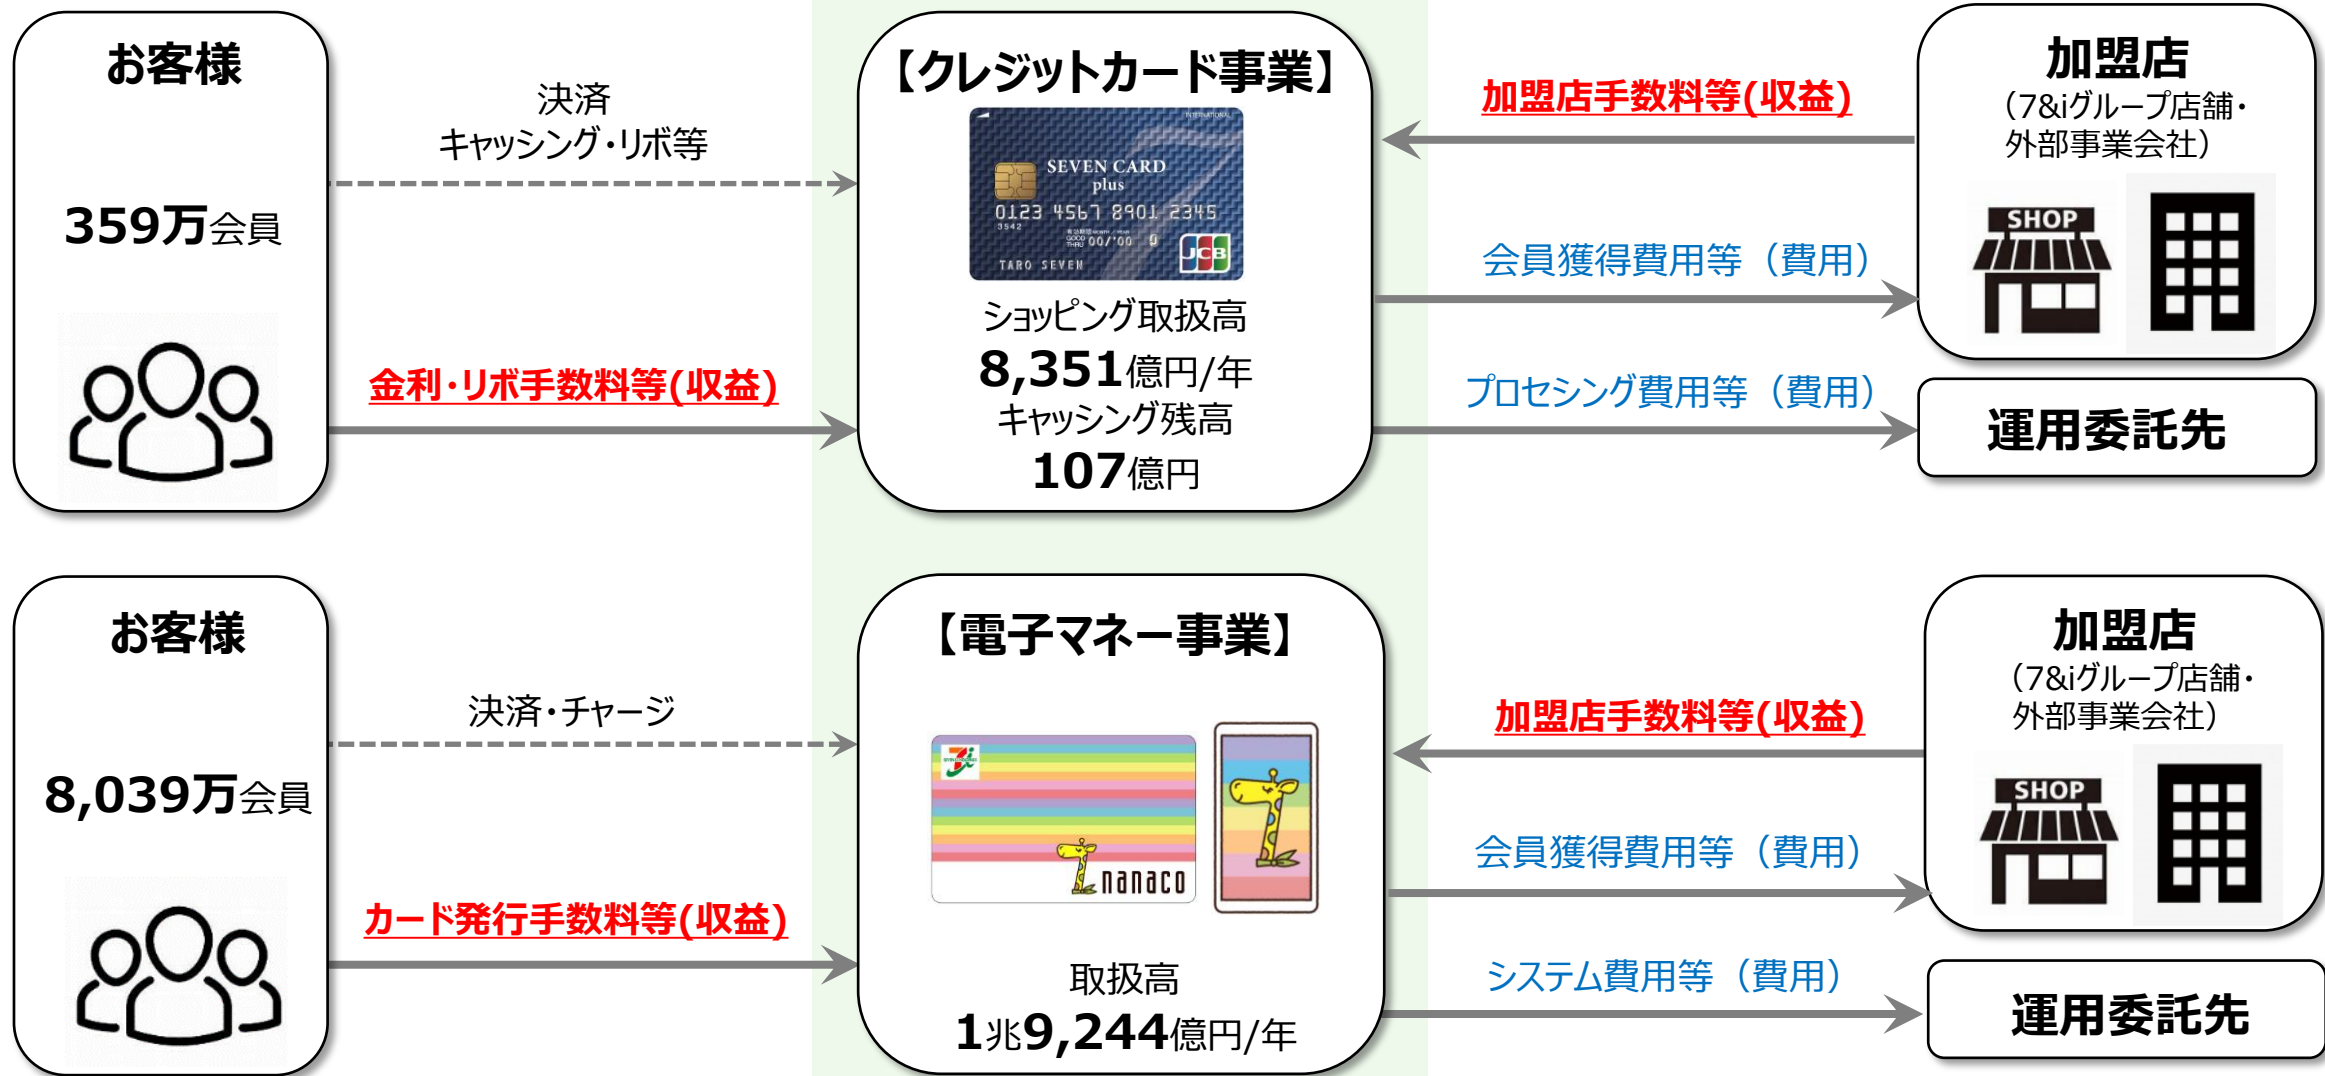 お客様
359万会員
決済
キャッシング・リボ等
金利・リボ手数料等(収益)
【クレジットカード事業】
INTERNATIONAL
SEVEN CARD
plus
0123 4567 8901 2345
3542
00/'00
TARO SEVEN
JCB
ショッピング取扱高
8,351億円/年
キャッシング残高
107億円
加盟店手数料等(収益)
会員獲得費用等（費用）
プロセシング費用等（費用）
加盟店
（7&iグループ店舗・
外部事業会社）
SHOP
運用委託先
お客様
8,039万会員
決済・チャージ
カード発行手数料等(収益)
【電子マネー事業】
nanaco
取扱高
1兆9,244億円/年
加盟店手数料等(収益)
会員獲得費用等（費用）
システム費用等（費用）
加盟店
（7&iグループ店舗・
外部事業会社）
SHOP
運用委託先